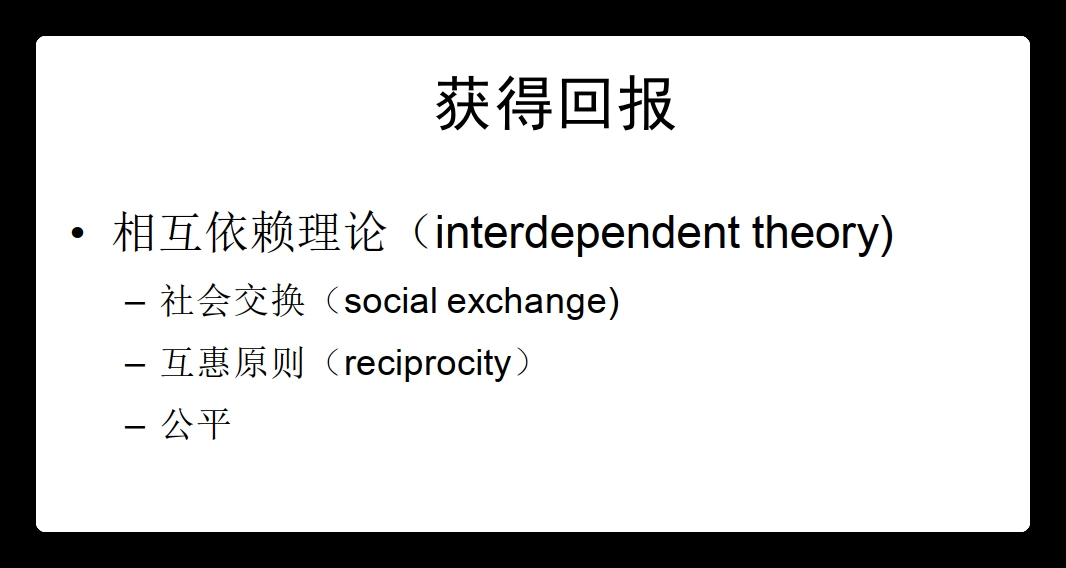 获得回报
• 相互依赖理论（interdependent theory)
– 社会交换（social exchange)
– 互惠原则（reciprocity）
– 公平